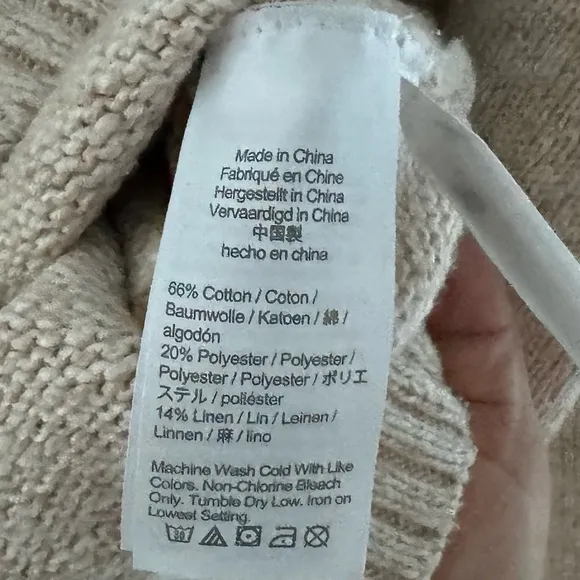 Made in China
Fabriqué en Chine
Hergestellt in China
Vervaardigd in China
中国製
hecho en china
66% Cotton / Coton /
Baumwolle / Katoen / 綿 /
algodón
20% Polyester / Polyester /
Polyester / Polyester / ポリエ
ステル / poliéster
14% Linen / Lin / Leinen /
Linnen / 麻 / lino
Machine Wash Cold With Like
Colors. Non-Chlorine Bleach
Only. Tumble Dry Low. Iron on
Lowest Setting.
30